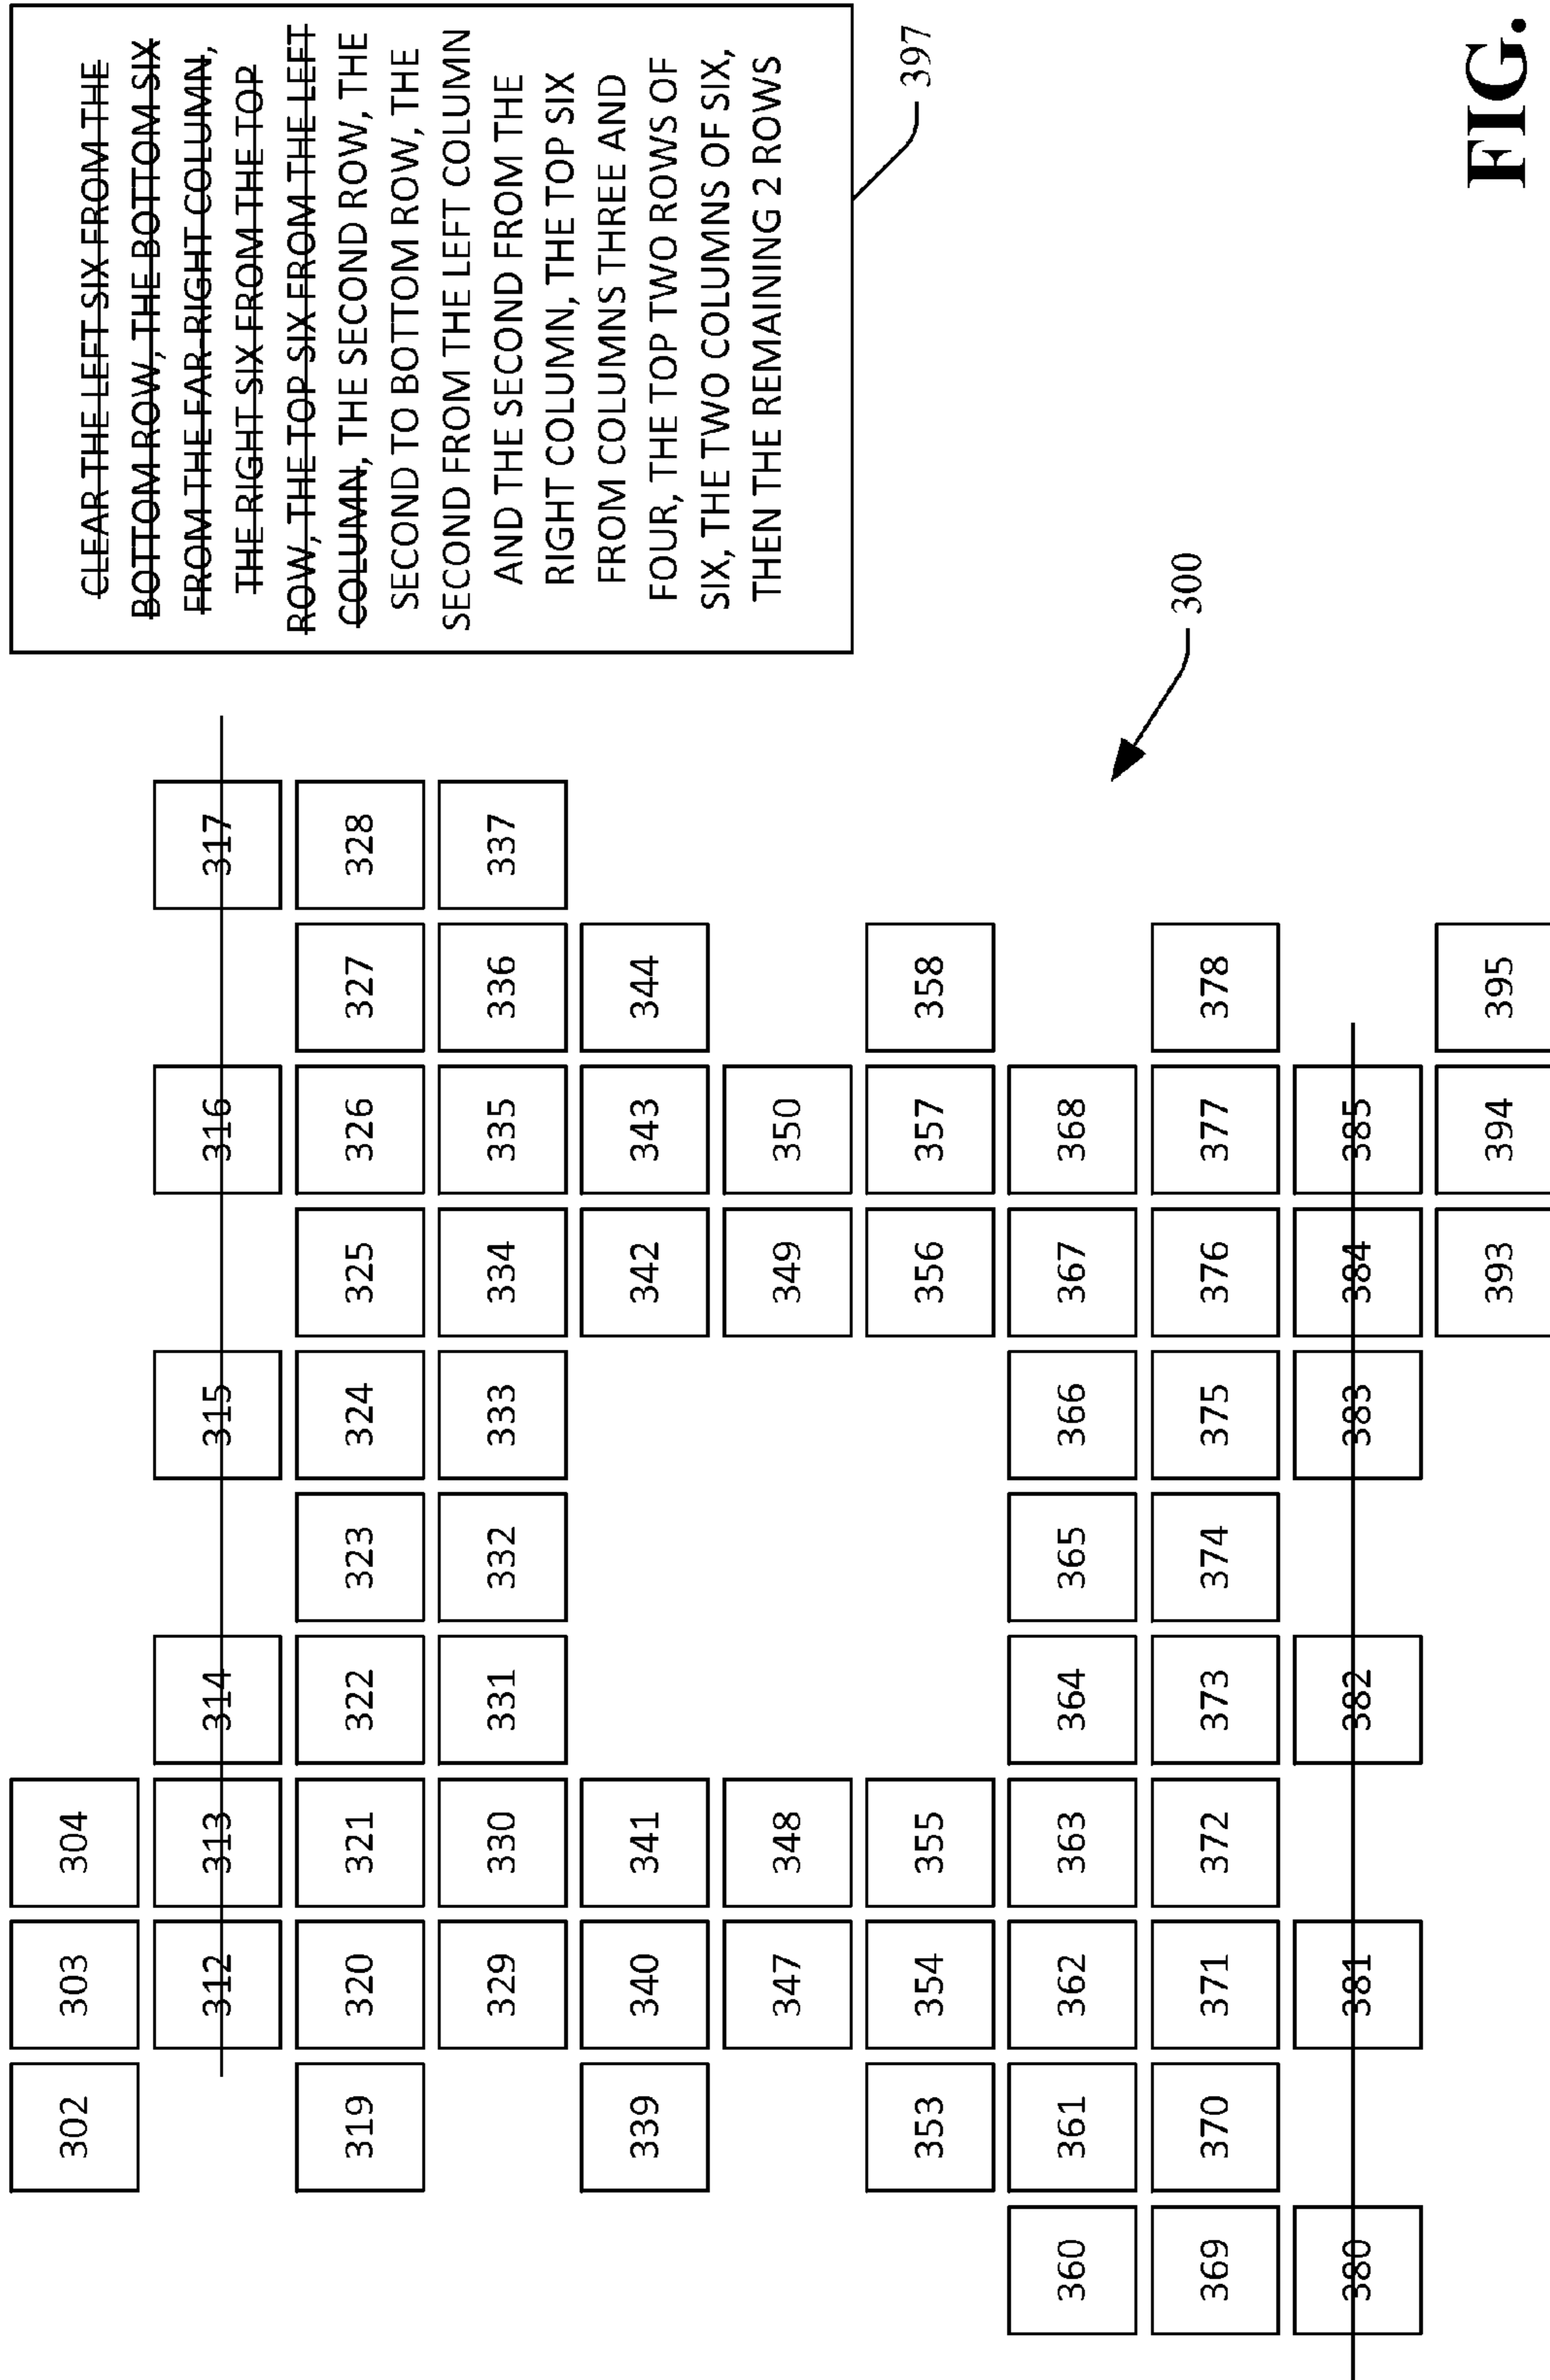 302 303 304
312 313 314 315 316 317
319 320 321 322 323 324 325 326 327 328
329 330 331 332 333 334 335 336 337
339 340 341 342 343 344
347 348 349 350
353 354 355 356 357 358
360 361 362 363 364 365 366 367 368
369 370 371 372 373 374 375 376 377 378
380 381 382 383 384 385
393 394 395
CLEAR THE LEFT SIX FROM THE
BOTTOM ROW, THE BOTTOM SIX
FROM THE FAR-RIGHT COLUMN,
THE RIGHT SIX FROM THE TOP
ROW, THE TOP SIX FROM THE LEFT
COLUMN, THE SECOND ROW, THE
SECOND TO BOTTOM ROW, THE
SECOND FROM THE LEFT COLUMN
AND THE SECOND FROM THE
RIGHT COLUMN, THE TOP SIX
FROM COLUMNS THREE AND
FOUR, THE TOP TWO ROWS OF
SIX, THE TWO COLUMNS OF SIX,
THEN THE REMAINING 2 ROWS
397
300
FIG.